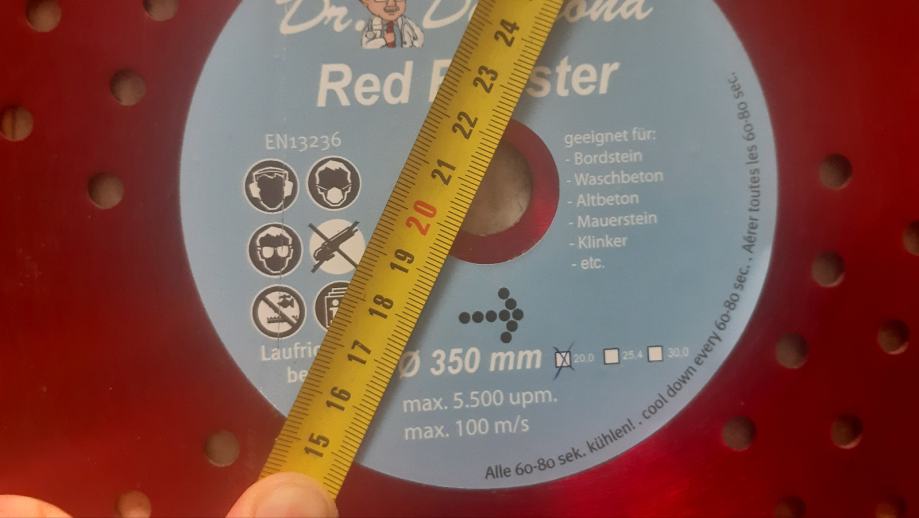 Dr.
Red
EN13236
geeignet für:
- Bordstein
- Waschbeton
- Altbeton
- Mauerstein
- Klinker
- etc.
Ø 350 mm
20,0
25,4
30,0
max. 5.500 upm.
max. 100 m/s
Alle 60-80 sek. kühlen! . cool down every 60-80 sec. . Aérer toutes les 60-80 sec.
24
23
22
21
20
19
18
17
16
15